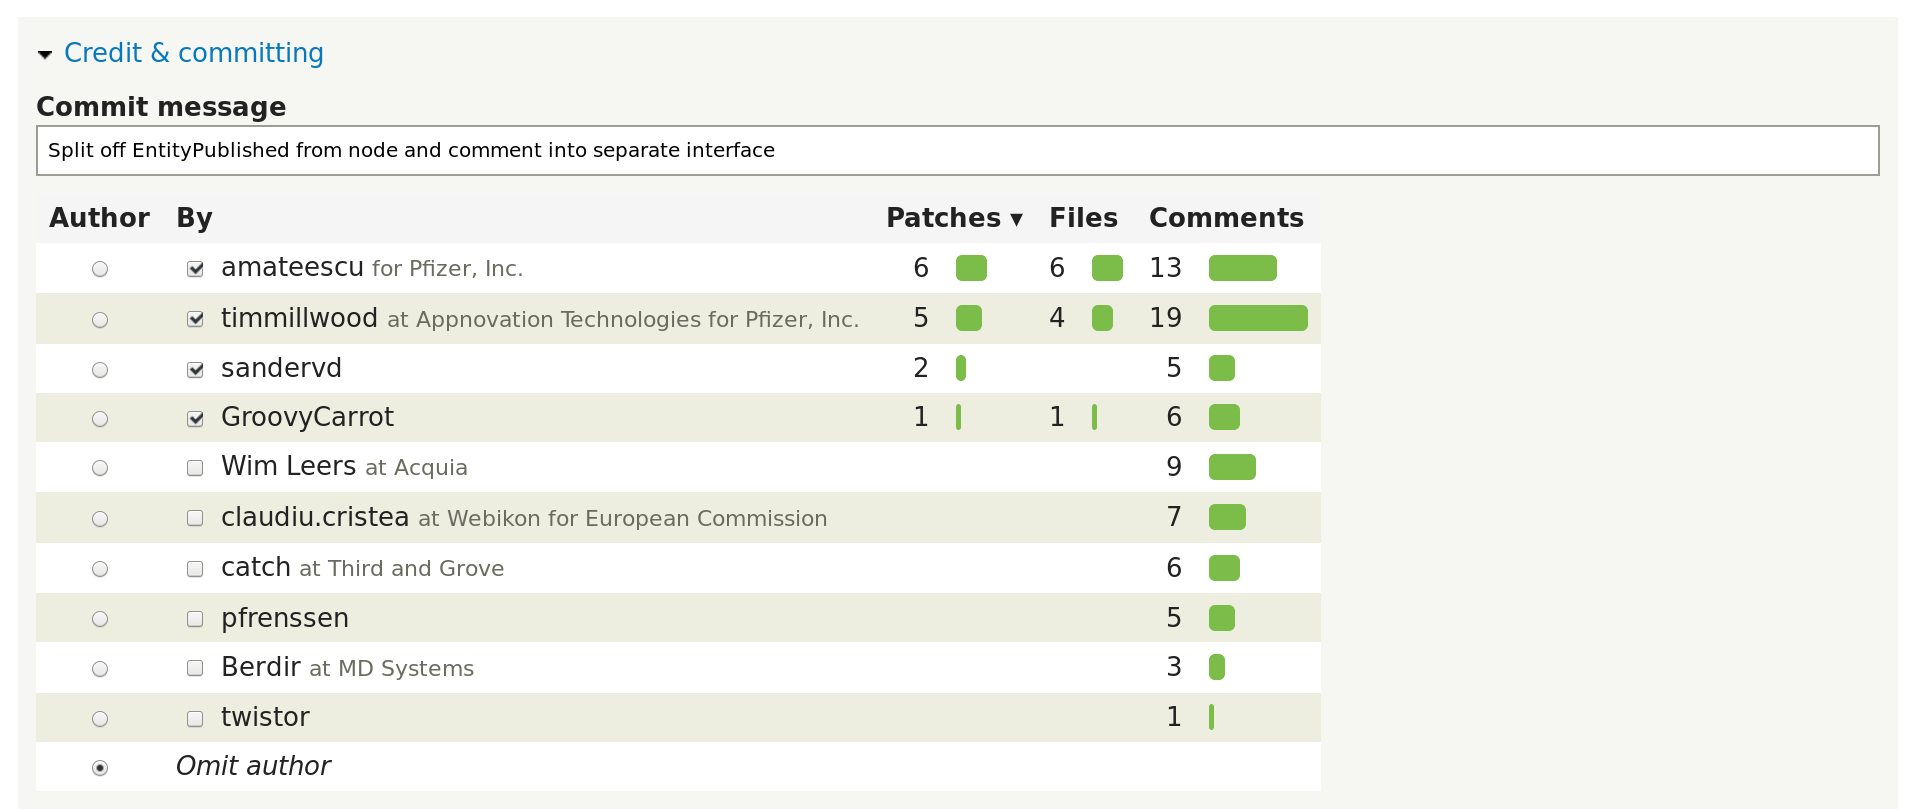 Credit & committing
Commit message
Split off EntityPublished from node and comment into separate interface
Author By Patches ▼ Files Comments
amateescu for Pfizer, Inc. 6 6 13
timmillwood at Appnovation Technologies for Pfizer, Inc. 5 4 19
sandervd 2 5
GroovyCarrot 1 1 6
Wim Leers at Acquia 9
claudiu.cristea at Webikon for European Commission 7
catch at Third and Grove 6
pfrenssen 5
Berdir at MD Systems 3
twistor 1
Omit author